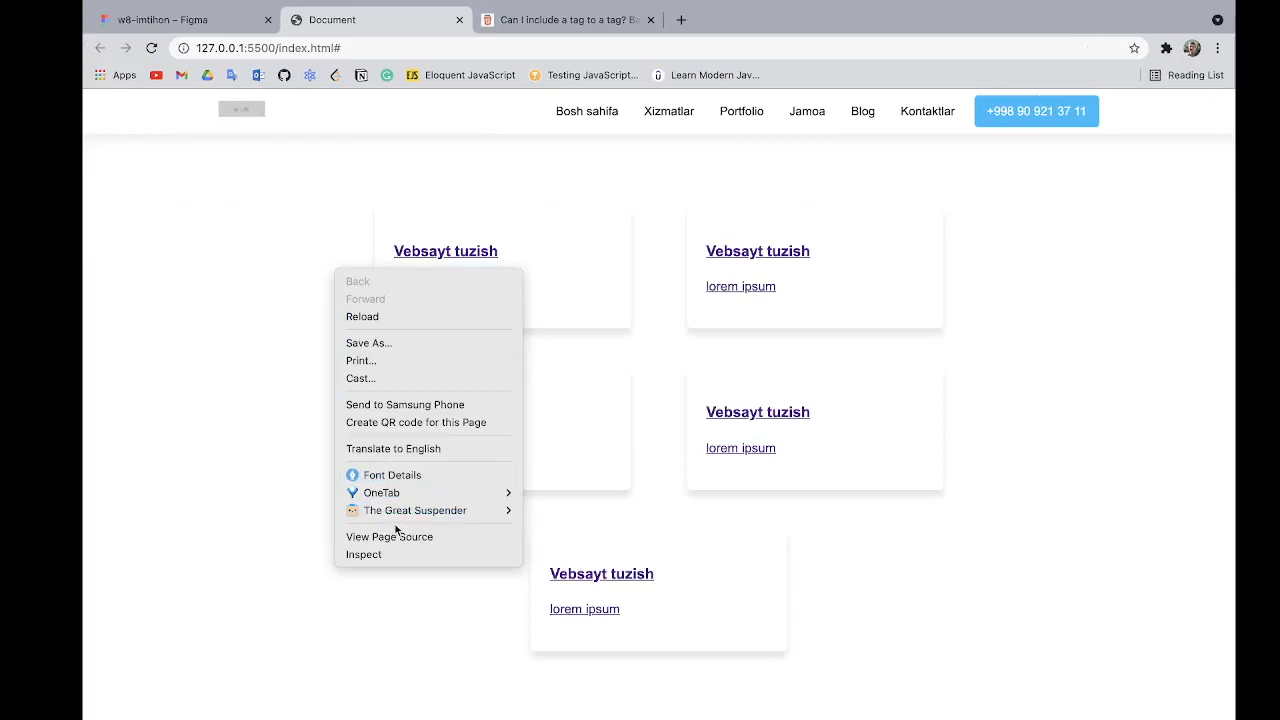 w8-imtihon – Figma
Document
Can I include a tag to a tag? Ba
127.0.0.1:5500/index.html#
Apps
EJS Eloquent JavaScript
Testing JavaScript...
Learn Modern Jav...
Reading List
Bosh sahifa
Xizmatlar
Portfolio
Jamoa
Blog
Kontaktlar
+998 90 921 37 11
Vebsayt tuzish
Vebsayt tuzish
lorem ipsum
Back
Forward
Reload
Save As...
Print...
Cast...
Send to Samsung Phone
Create QR code for this Page
Translate to English
Font Details
OneTab
The Great Suspender
View Page Source
Inspect
Vebsayt tuzish
lorem ipsum
Vebsayt tuzish
lorem ipsum